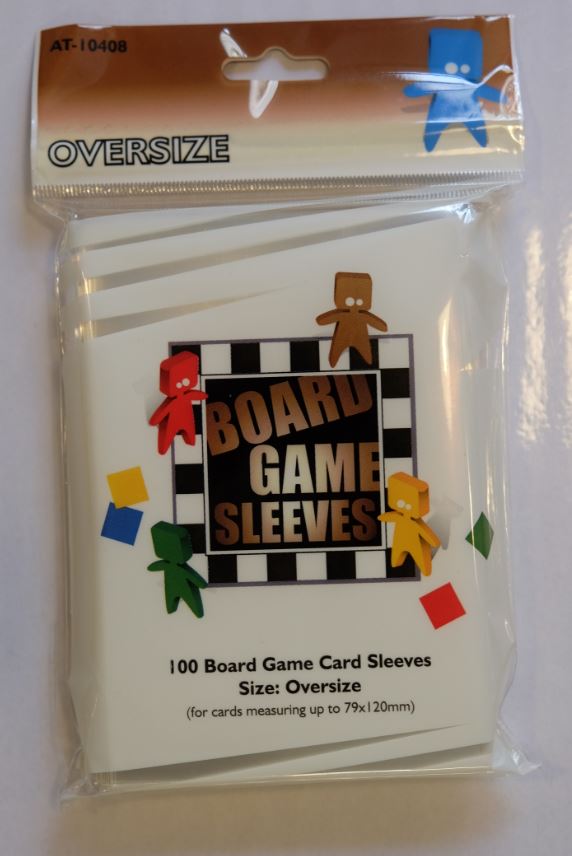 AT-10408
OVERSIZE
BOARD
GAME
SLEEVES
100 Board Game Card Sleeves
Size: Oversize
(for cards measuring up to 79x120mm)